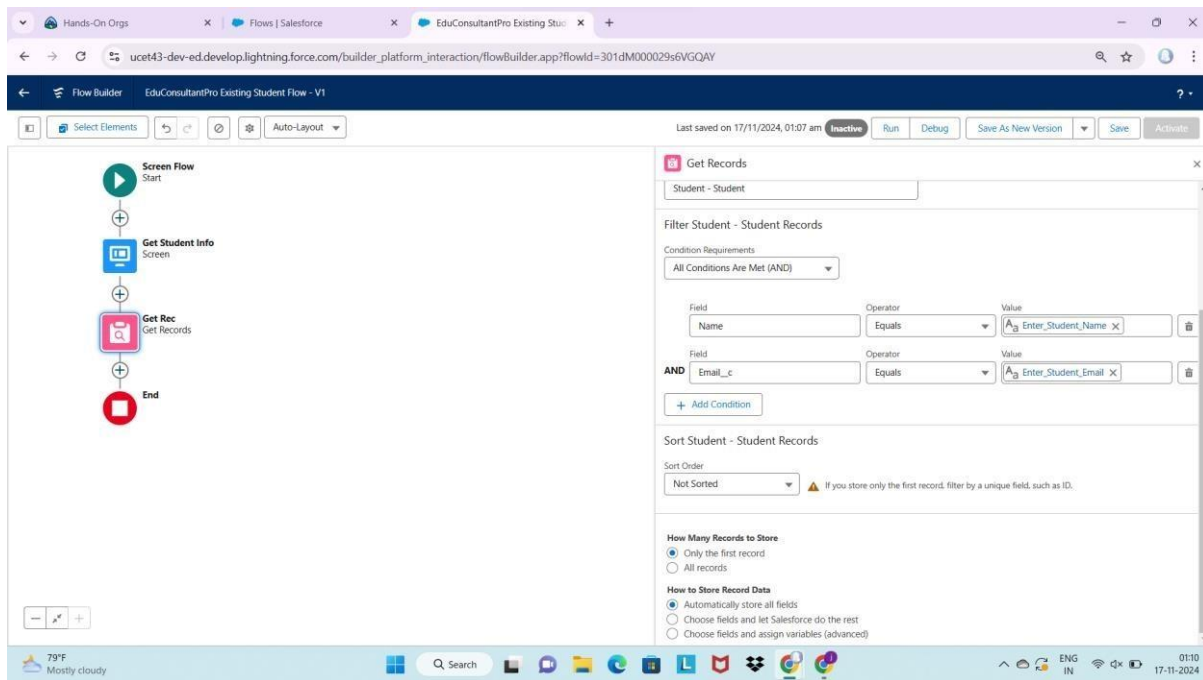 Hands-On Orgs
Flows | Salesforce
EduConsultantPro Existing Stu
ucet43-dev-ed.develop.lightning.force.com/builder_platform_interaction/flowBuilder.app?flowId=301dM000029s6VGQAY
Flow Builder EduConsultantPro Existing Student Flow - V1
?
Select Elements
Auto-Layout
Last saved on 17/11/2024, 01:07 am Inactive Run Debug Save As New Version Save Activate
Screen Flow
Start
Get Student Info
Screen
Get Rec
Get Records
End
Get Records
Student - Student
Filter Student - Student Records
Condition Requirements
All Conditions Are Met (AND)
Field Operator Value
Name Equals Aa Enter_Student_Name
Field Operator Value
AND Email__c Equals Aa Enter_Student_Email
+ Add Condition
Sort Student - Student Records
Sort Order
Not Sorted If you store only the first record, filter by a unique field, such as ID.
How Many Records to Store
Only the first record
All records
How to Store Record Data
Automatically store all fields
Choose fields and let Salesforce do the rest
Choose fields and assign variables (advanced)
79°F
Mostly cloudy
Search
ENG
IN
01:10
17-11-2024